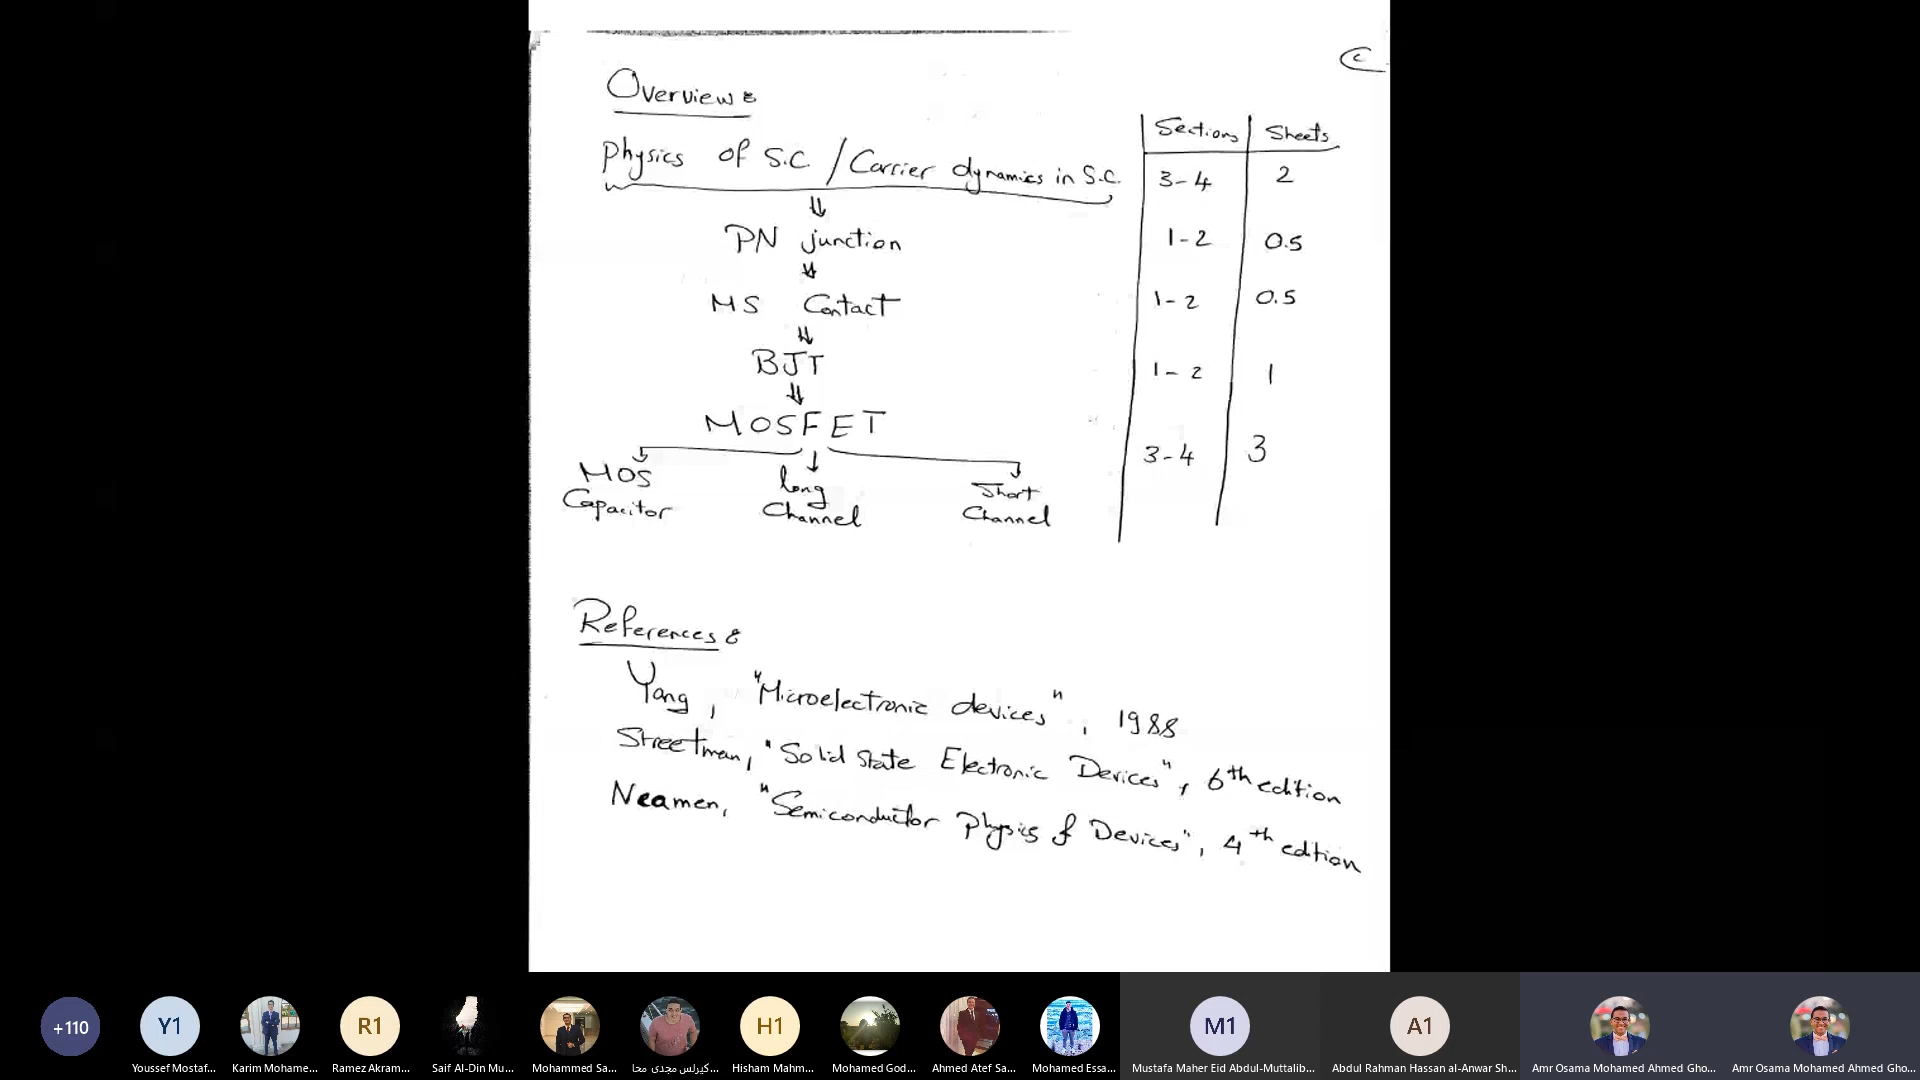 Overview :
Physics of S.C. / Carrier dynamics in S.C.
PN junction
MS Contact
BJT
MOSFET
MOS Capacitor
long Channel
Short Channel
Sections Sheets
3-4 2
1-2 0.5
1-2 0.5
1-2 1
3-4 3
References :
Yang, "Microelectronic devices", 1988
Streetman, "Solid State Electronic Devices", 6th edition
Neamen, "Semiconductor Physics & Devices", 4th edition
+110
Y1
R1
H1
M1
A1
Youssef Mostaf...
Karim Mohame...
Ramez Akram...
Saif Al-Din Mu...
Mohammed Sa...
كيرلس مجدى محا...
Hisham Mahm...
Mohamed God...
Ahmed Atef Sa...
Mohamed Essa...
Mustafa Maher Eid Abdul-Muttalib...
Abdul Rahman Hassan al-Anwar Sh...
Amr Osama Mohamed Ahmed Gho...
Amr Osama Mohamed Ahmed Gho...